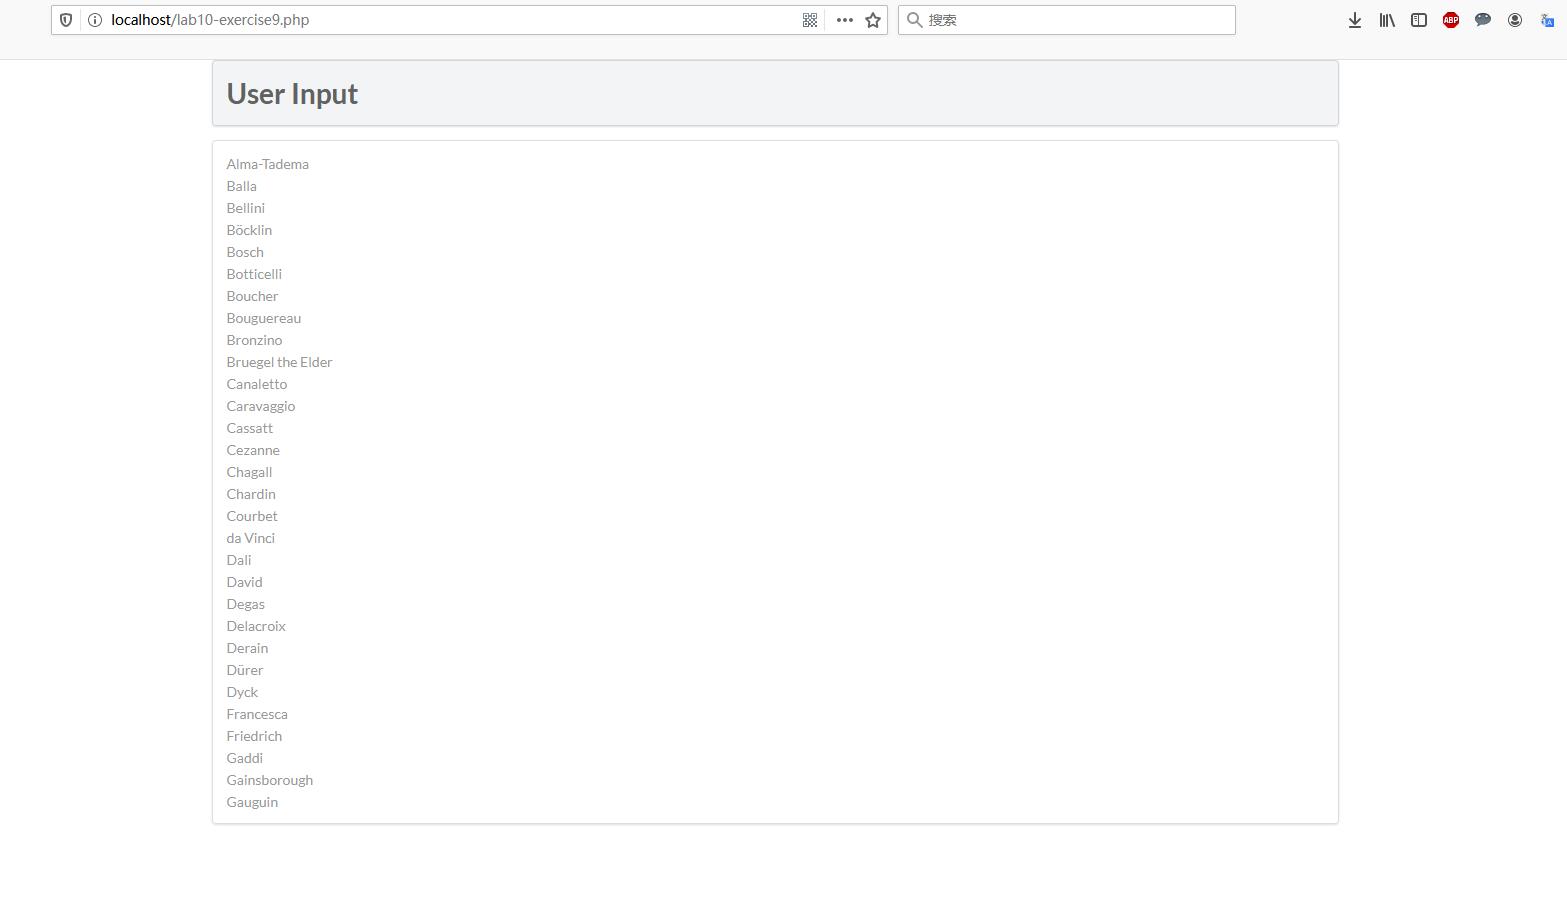 localhost/lab10-exercise9.php
搜索
ABP
User Input
Alma-Tadema
Balla
Bellini
Böcklin
Bosch
Botticelli
Boucher
Bouguereau
Bronzino
Bruegel the Elder
Canaletto
Caravaggio
Cassatt
Cezanne
Chagall
Chardin
Courbet
da Vinci
Dali
David
Degas
Delacroix
Derain
Dürer
Dyck
Francesca
Friedrich
Gaddi
Gainsborough
Gauguin